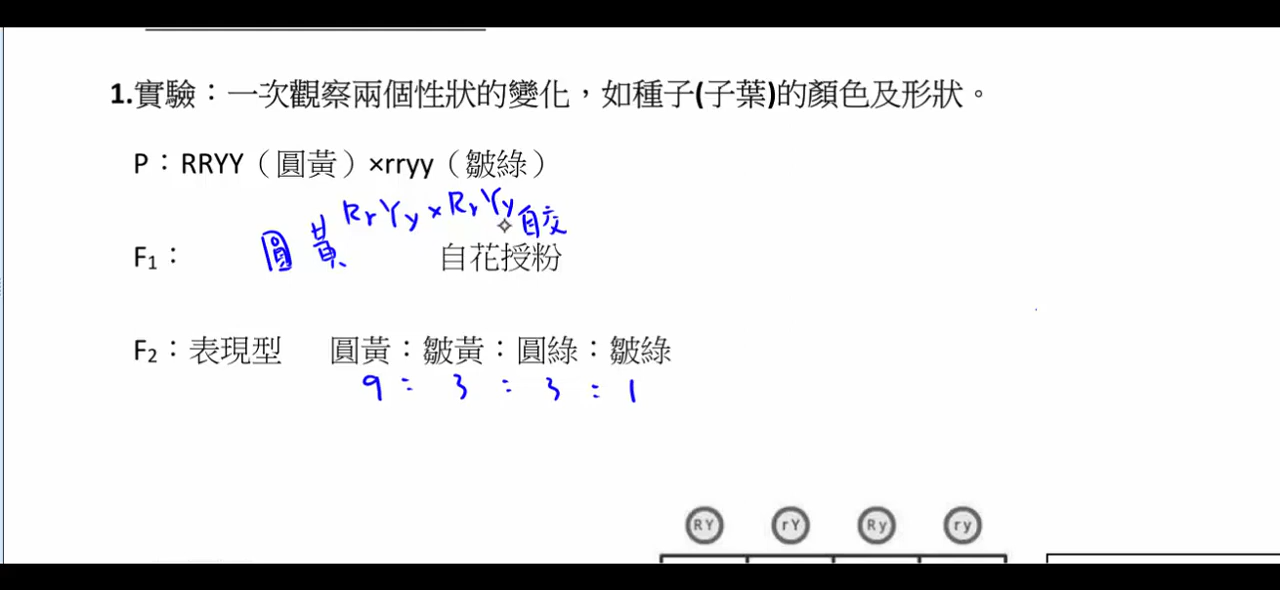 1.實驗：一次觀察兩個性狀的變化，如種子(子葉)的顏色及形狀。
P：RRYY（圓黃）×rryy（皺綠）
RrYy × RrYy 自交
F₁： 圓黃 自花授粉
F₂：表現型 圓黃：皺黃：圓綠：皺綠
9 : 3 : 3 : 1
RY rY Ry ry